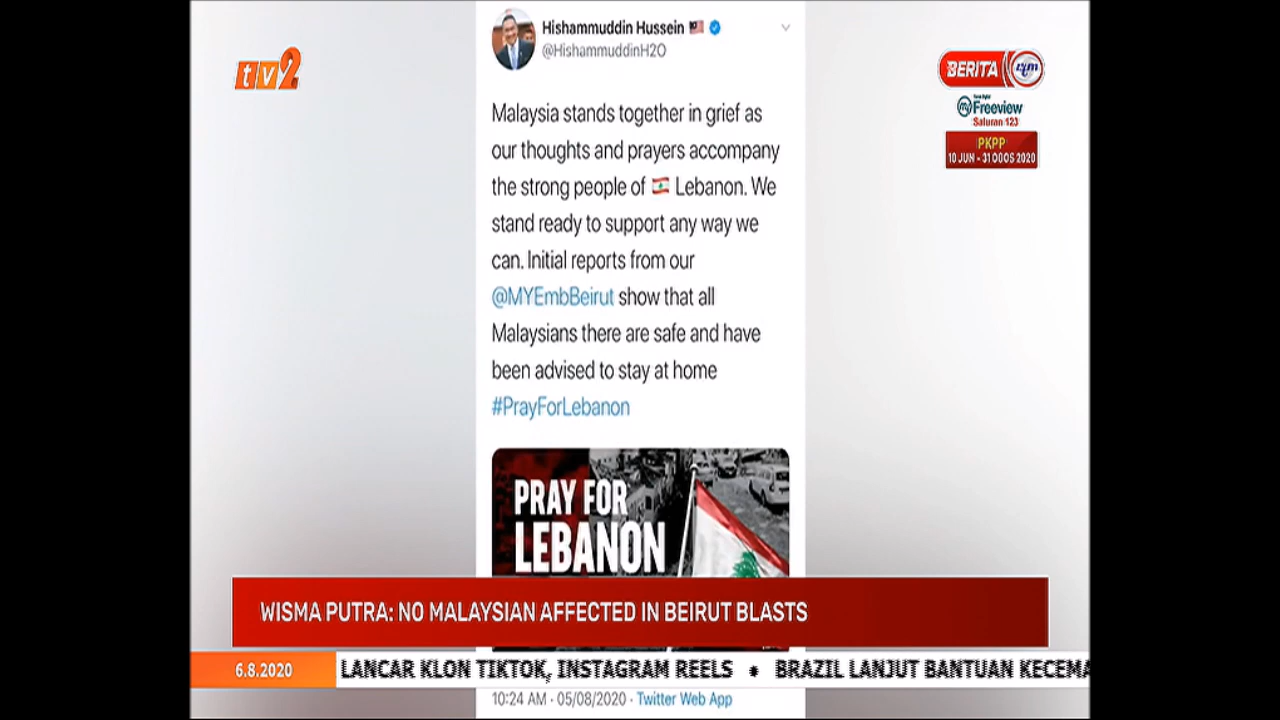 Hishammuddin Hussein
@HishammuddinH2O
tv2
BERITA rtm
Freeview
Saluran 123
PKPP
10 JUN - 31 OGOS 2020
Malaysia stands together in grief as
our thoughts and prayers accompany
the strong people of Lebanon. We
stand ready to support any way we
can. Initial reports from our
@MYEmbBeirut show that all
Malaysians there are safe and have
been advised to stay at home
#PrayForLebanon
PRAY FOR
LEBANON
WISMA PUTRA: NO MALAYSIAN AFFECTED IN BEIRUT BLASTS
6.8.2020 LANCAR KLON TIKTOK, INSTAGRAM REELS • BRAZIL LANJUT BANTUAN KECEMA
10:24 AM · 05/08/2020 · Twitter Web App